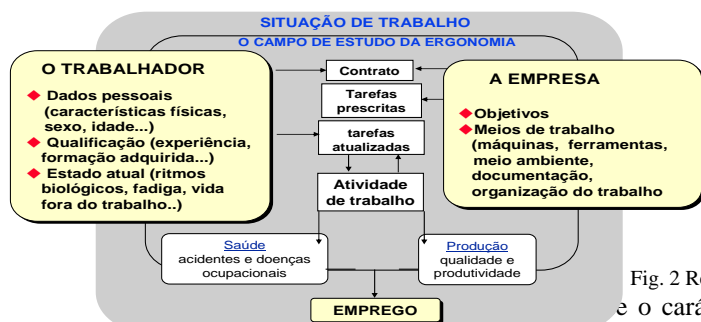 SITUAÇÃO DE TRABALHO
O CAMPO DE ESTUDO DA ERGONOMIA
O TRABALHADOR
Dados pessoais
(características físicas,
sexo, idade...)
Qualificação (experiência,
formação adquirida...)
Estado atual (ritmos
biológicos, fadiga, vida
fora do trabalho..)
Contrato
Tarefas
prescritas
tarefas
atualizadas
Atividade
de trabalho
A EMPRESA
Objetivos
Meios de trabalho
(máquinas, ferramentas,
meio ambiente,
documentação,
organização do trabalho
Saúde
acidentes e doenças
ocupacionais
Produção
qualidade e
produtividade
EMPREGO
Fig. 2
e o